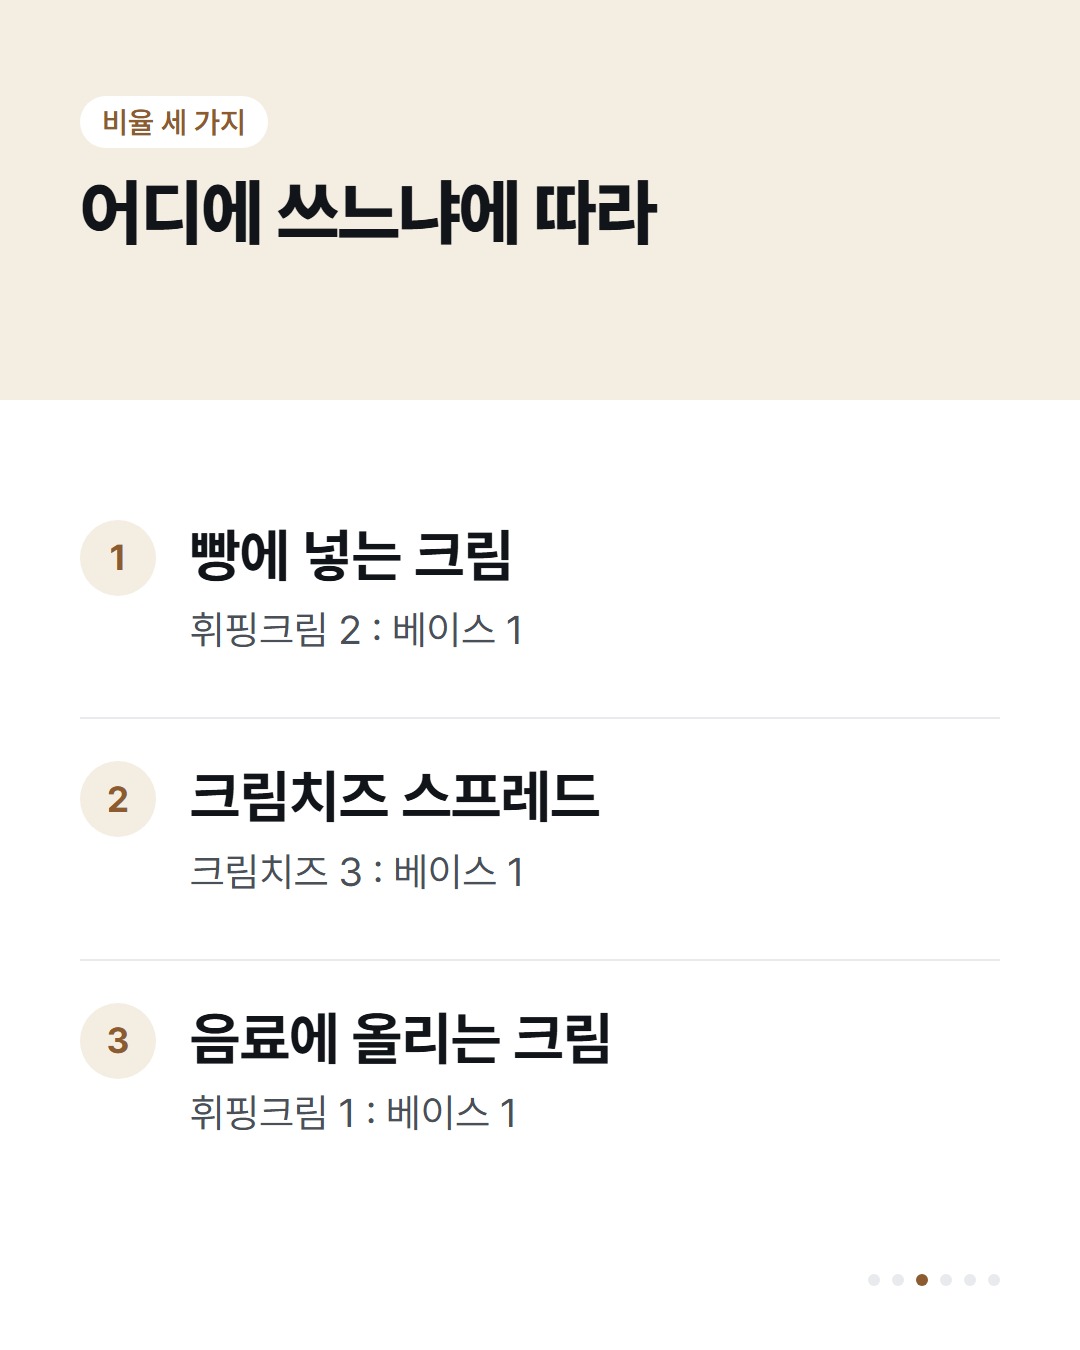 비율 세 가지
어디에 쓰느냐에 따라
1
빵에 넣는 크림
휘핑크림 2 : 베이스 1
2
크림치즈 스프레드
크림치즈 3 : 베이스 1
3
음료에 올리는 크림
휘핑크림 1 : 베이스 1